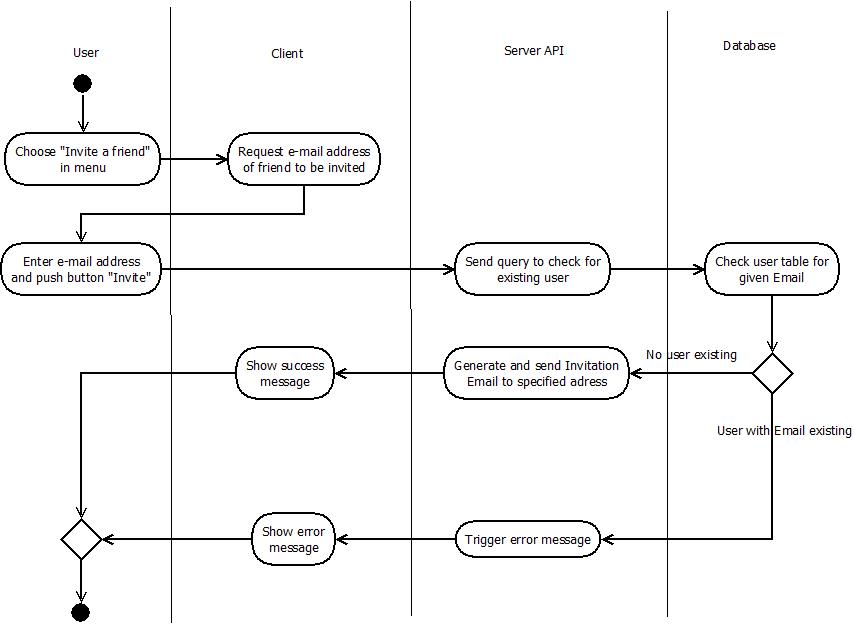 User
Client
Server API
Database
Choose "Invite a friend"
in menu
Request e-mail address
of friend to be invited
Enter e-mail address
and push button "Invite"
Send query to check for
existing user
Check user table for
given Email
No user existing
Show success
message
Generate and send Invitation
Email to specified adress
User with Email existing
Show error
message
Trigger error message